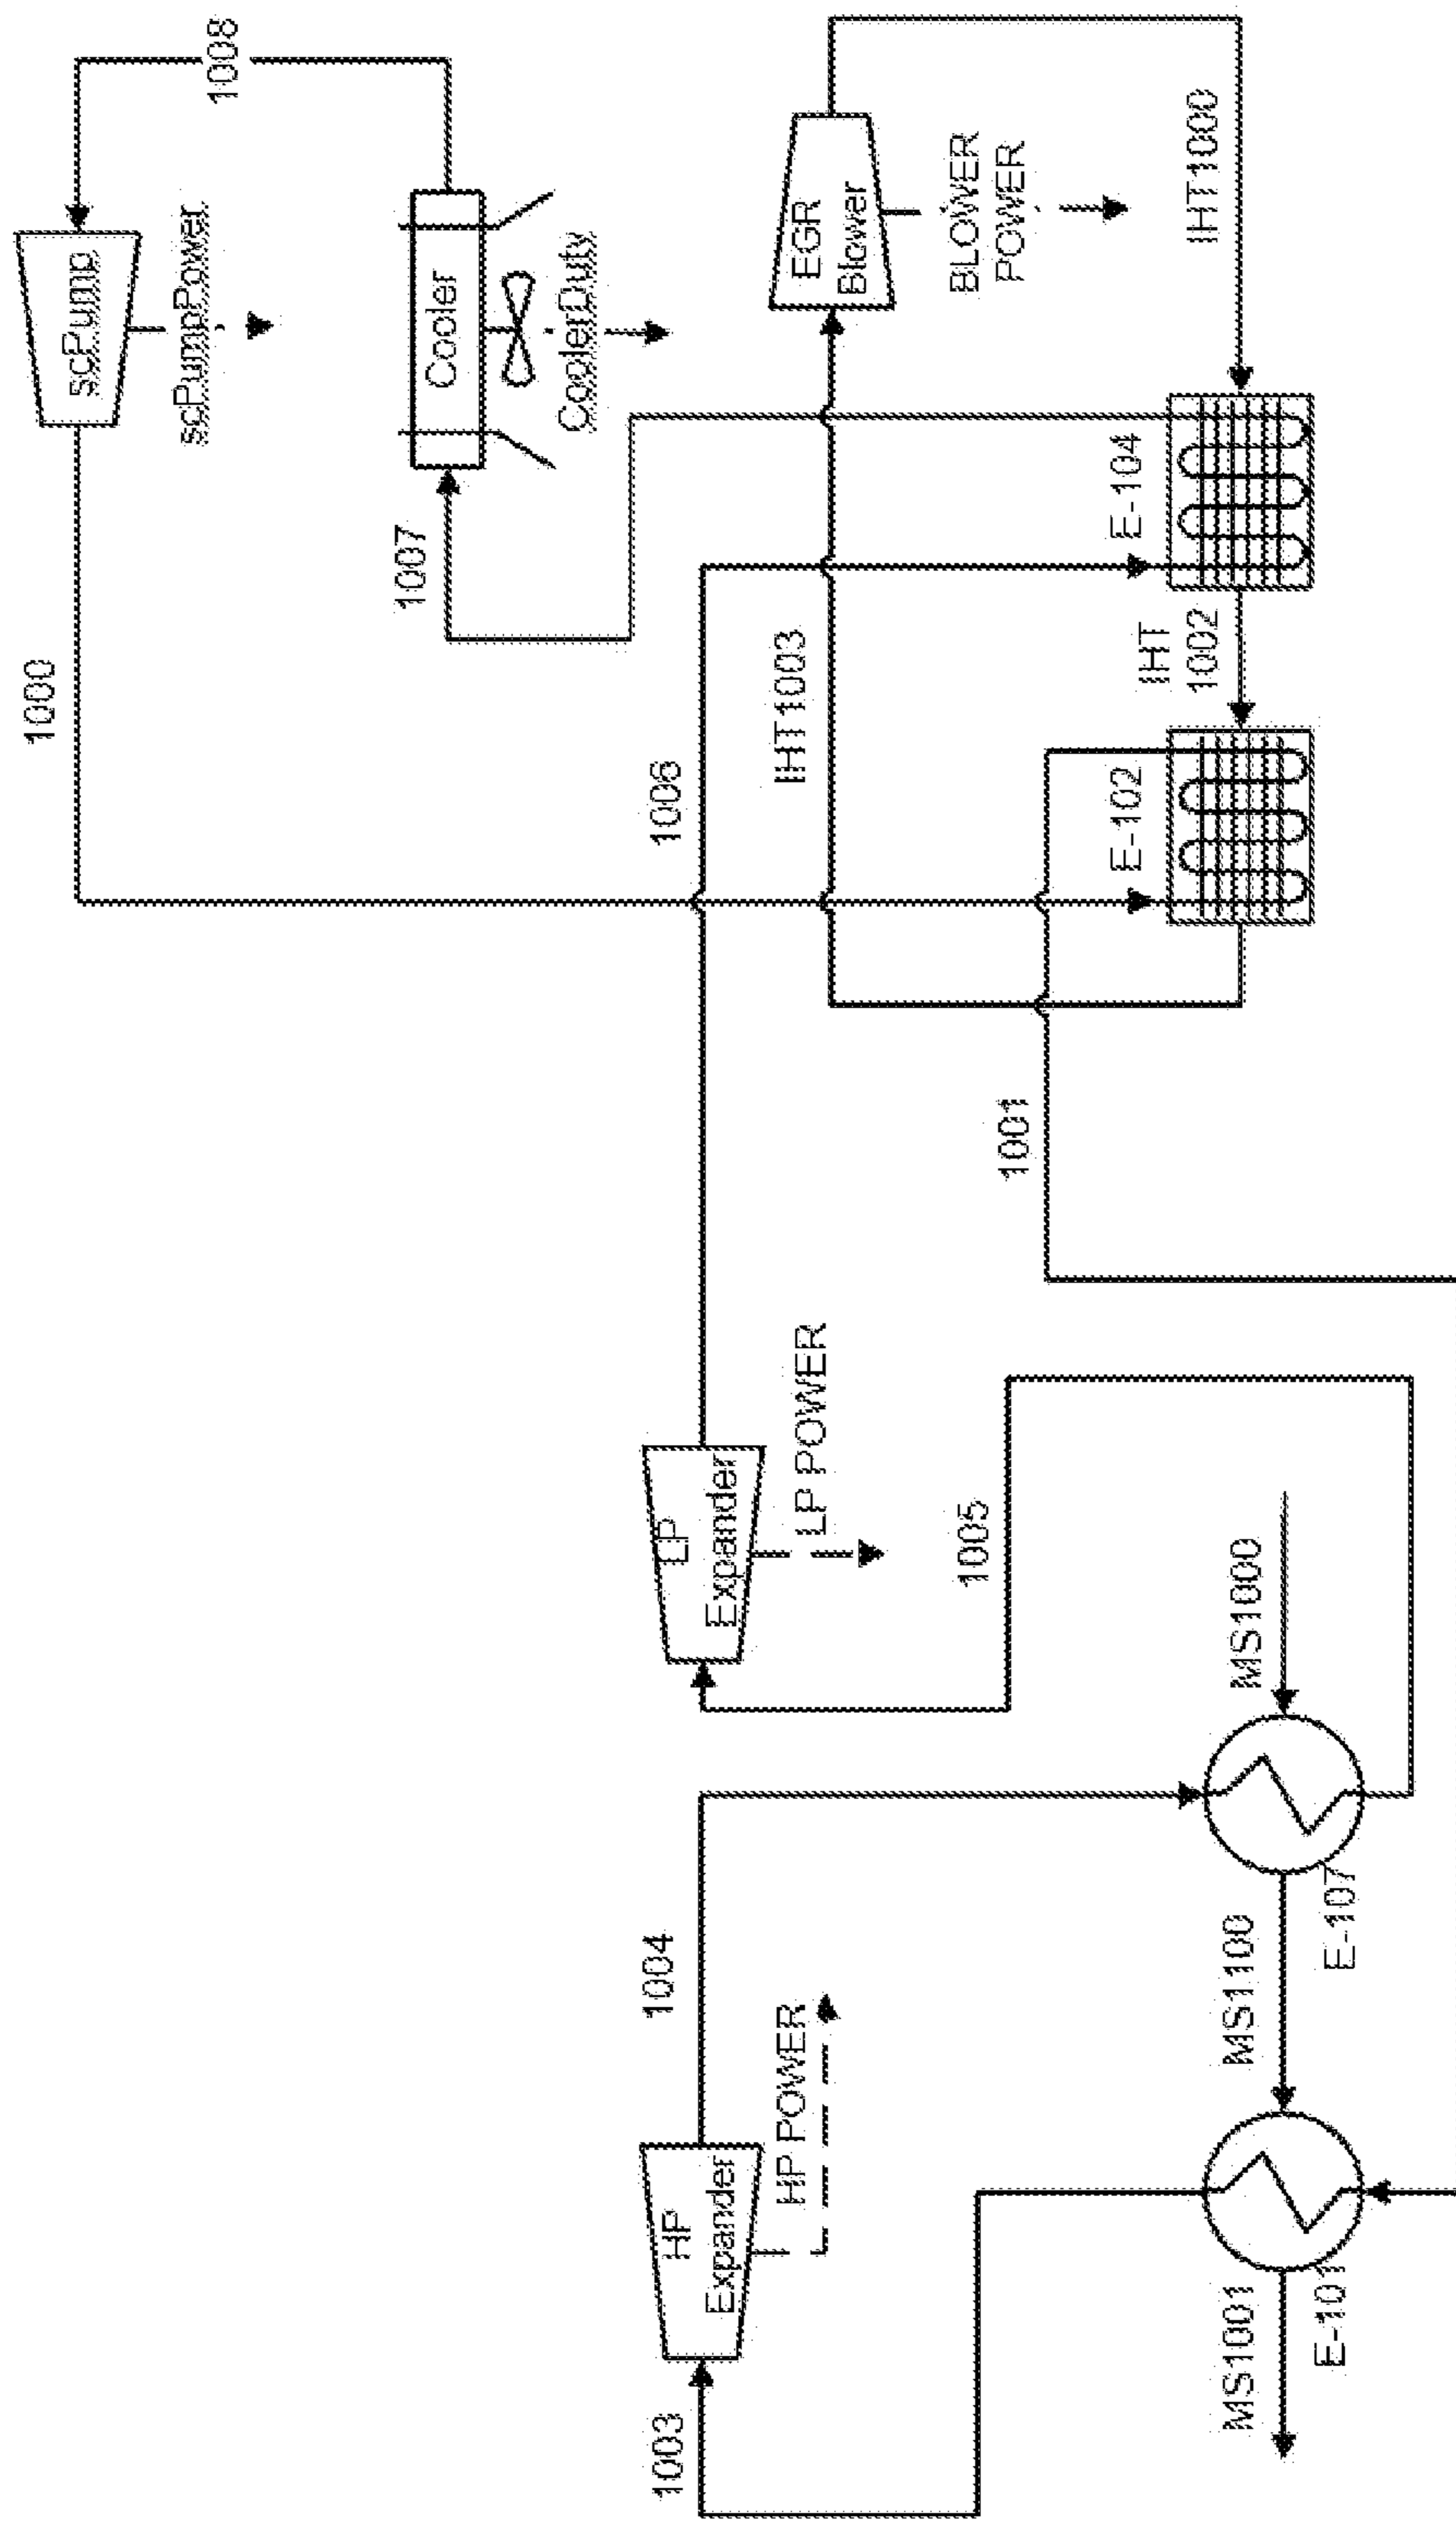 1000
scPump
scPumpPower
1008
1007
Cooler
CoolerDuty
1003
HP
Expander
HP POWER
1004
LP
Expander
LP POWER
1006
IHT1003
EGR
Blower
BLOWER
POWER
1005
1001
MS1001
E-101
MS1100
E-107
MS1000
E-102
IHT
1002
E-104
IHT1000